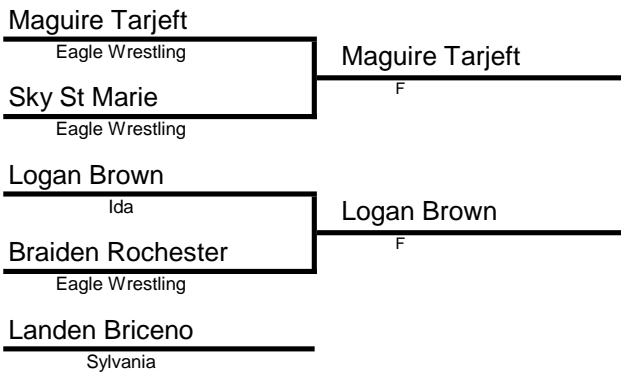 Maguire Tarjeft
Eagle Wrestling
Maguire Tarjeft
F
Sky St Marie
Eagle Wrestling
Logan Brown
Ida
Logan Brown
F
Braiden Rochester
Eagle Wrestling
Landen Briceno
Sylvania